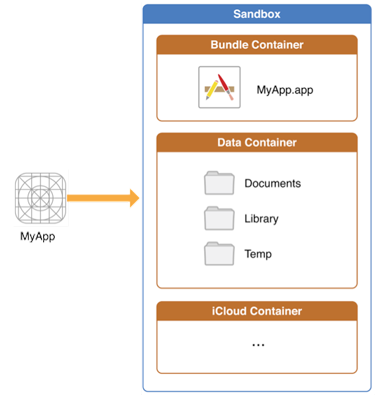 Sandbox
Bundle Container
MyApp.app
Data Container
Documents
Library
Temp
MyApp
iCloud Container
...